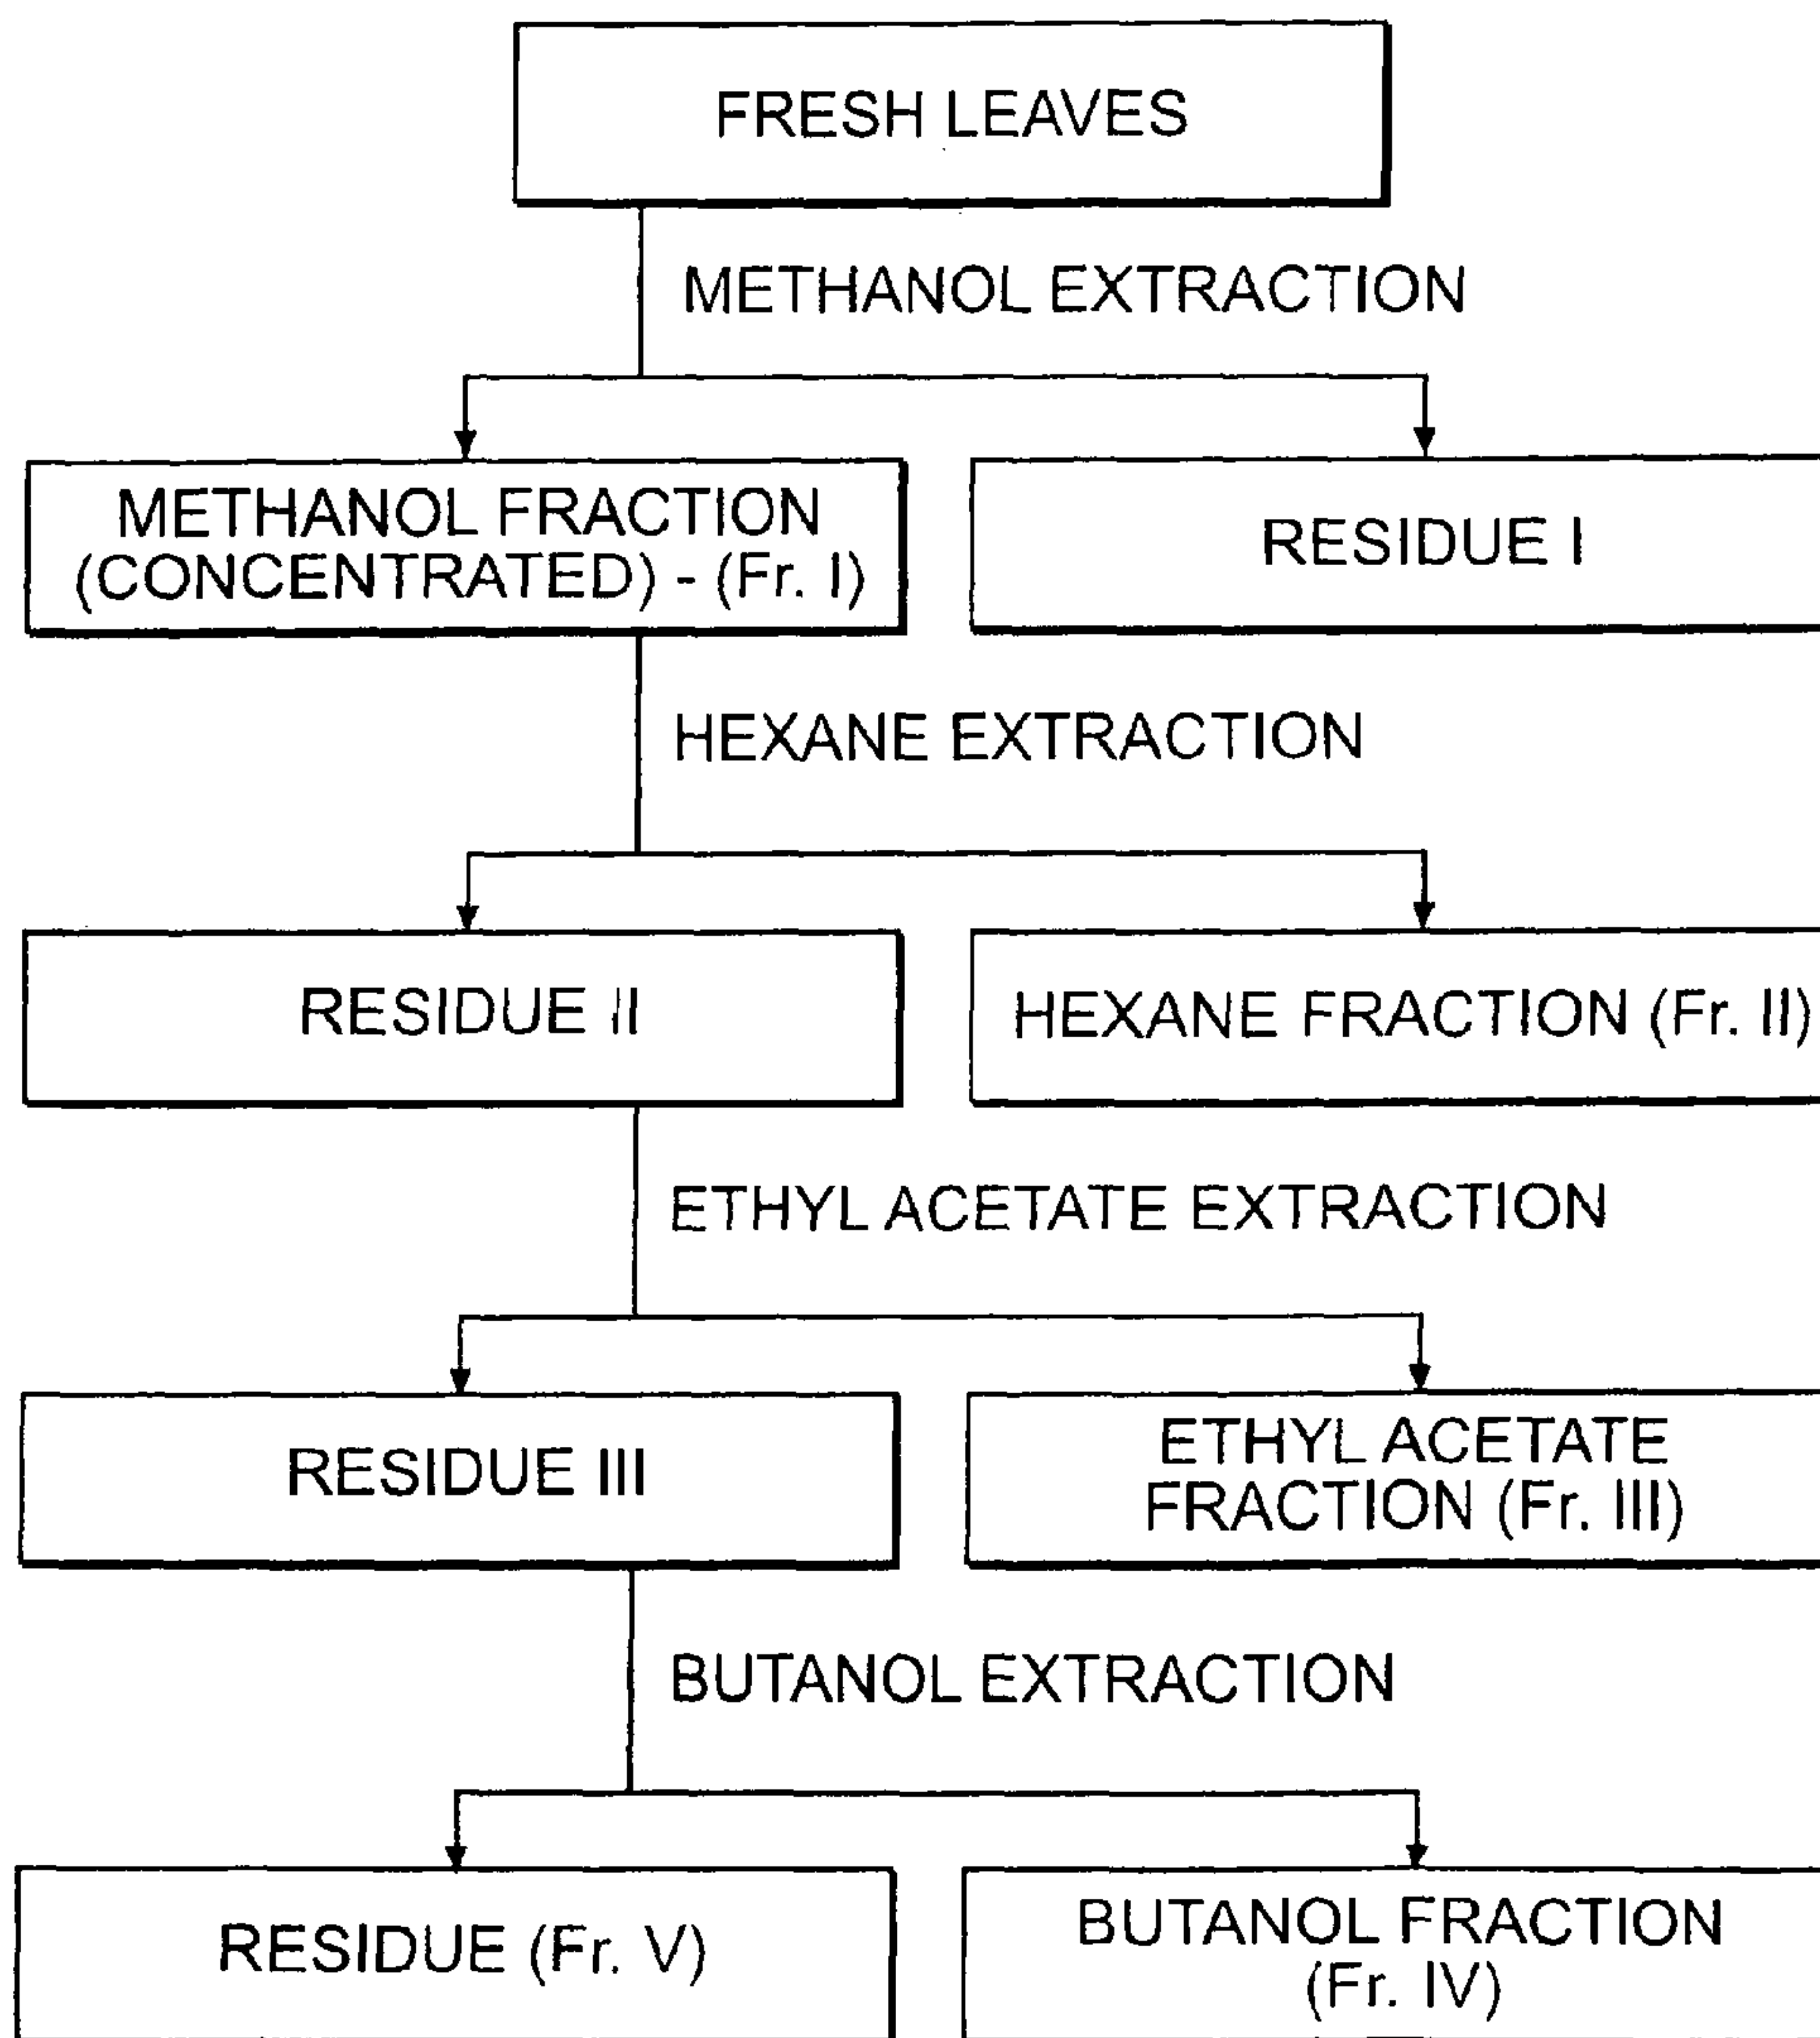 FRESH LEAVES
METHANOL EXTRACTION
METHANOL FRACTION
(CONCENTRATED) - (Fr. I)
RESIDUE I
HEXANE EXTRACTION
RESIDUE II
HEXANE FRACTION (Fr. II)
ETHYL ACETATE EXTRACTION
RESIDUE III
ETHYL ACETATE
FRACTION (Fr. III)
BUTANOL EXTRACTION
RESIDUE (Fr. V)
BUTANOL FRACTION
(Fr. IV)